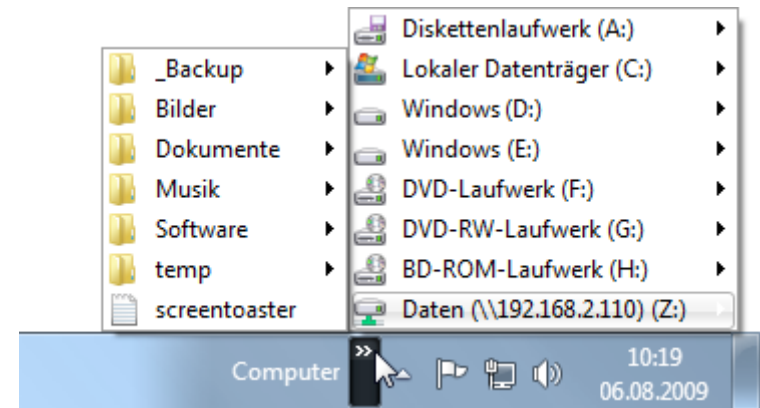 _Backup
Bilder
Dokumente
Musik
Software
temp
screentoaster
Diskettenlaufwerk (A:)
Lokaler Datenträger (C:)
Windows (D:)
Windows (E:)
DVD-Laufwerk (F:)
DVD-RW-Laufwerk (G:)
BD-ROM-Laufwerk (H:)
Daten (\\192.168.2.110) (Z:)
Computer
10:19
06.08.2009